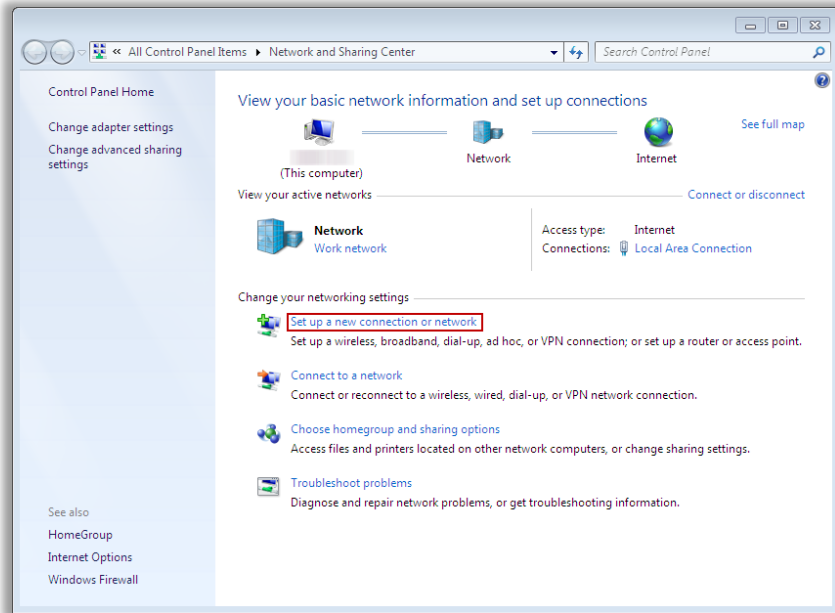 « All Control Panel Items ▸ Network and Sharing Center
Search Control Panel
Control Panel Home
Change adapter settings
Change advanced sharing
settings
See also
HomeGroup
Internet Options
Windows Firewall
View your basic network information and set up connections
See full map
(This computer)
Network
Internet
View your active networks
Connect or disconnect
Network
Work network
Access type: Internet
Connections: Local Area Connection
Change your networking settings
Set up a new connection or network
Set up a wireless, broadband, dial-up, ad hoc, or VPN connection; or set up a router or access point.
Connect to a network
Connect or reconnect to a wireless, wired, dial-up, or VPN network connection.
Choose homegroup and sharing options
Access files and printers located on other network computers, or change sharing settings.
Troubleshoot problems
Diagnose and repair network problems, or get troubleshooting information.